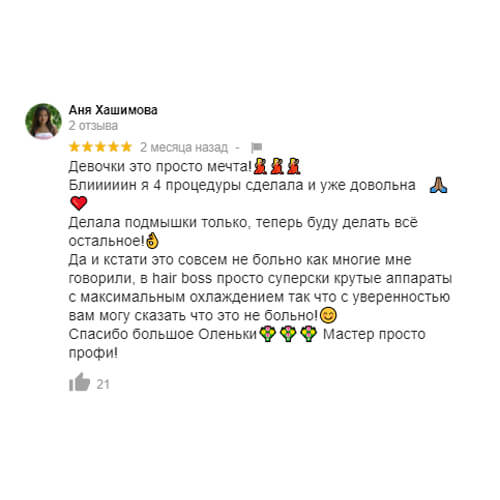 Аня Хашимова
2 отзыва
★★★★★ 2 месяца назад -
Девочки это просто мечта!💃💃💃
Блииииин я 4 процедуры сделала и уже довольна 🙏🏽
❤️
Делала подмышки только, теперь буду делать всё
остальное!👌
Да и кстати это совсем не больно как многие мне
говорили, в hair boss просто суперски крутые аппараты
с максимальным охлаждением так что с уверенностью
вам могу сказать что это не больно!😊
Спасибо большое Оленьки💐💐💐 Мастер просто
профи!
21